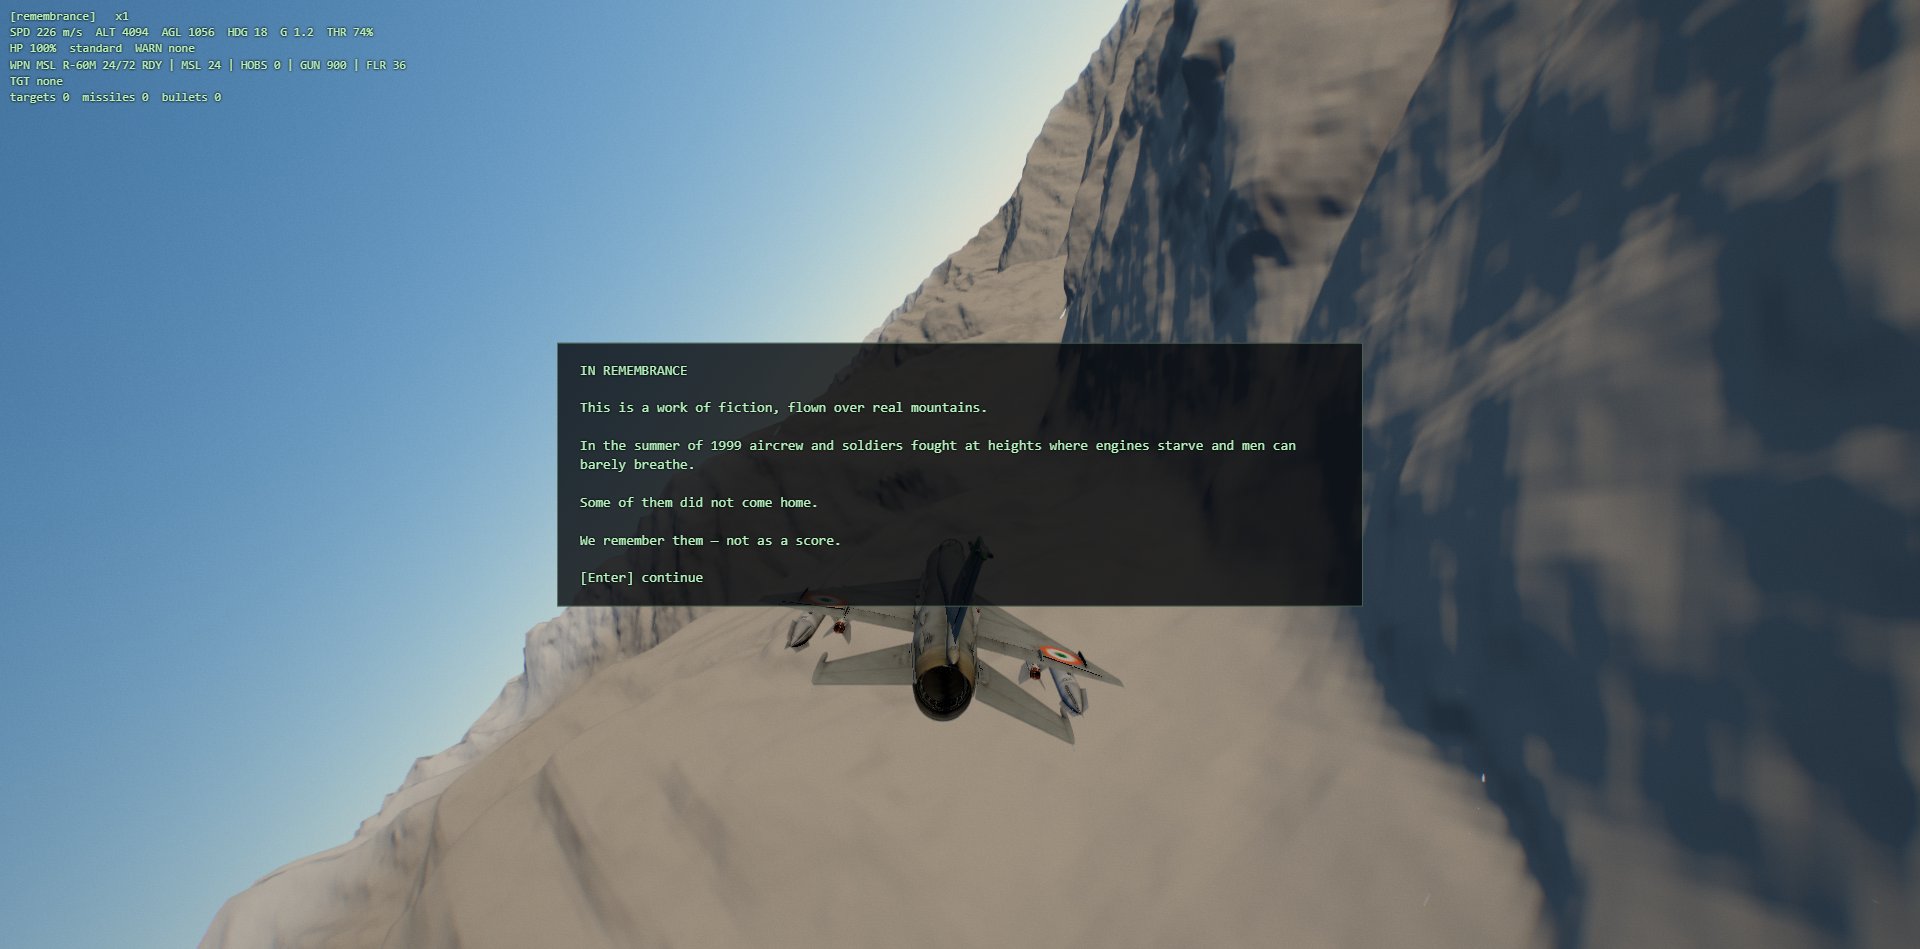 [remembrance]   x1
SPD 226 m/s  ALT 4094  AGL 1056  HDG 18  G 1.2  THR 74%
HP 100%  standard  WARN none
WPN MSL R-60M 24/72 RDY | MSL 24 | HOBS 0 | GUN 900 | FLR 36
TGT none
targets 0  missiles 0  bullets 0
IN REMEMBRANCE
This is a work of fiction, flown over real mountains.
In the summer of 1999 aircrew and soldiers fought at heights where engines starve and men can
barely breathe.
Some of them did not come home.
We remember them — not as a score.
[Enter] continue